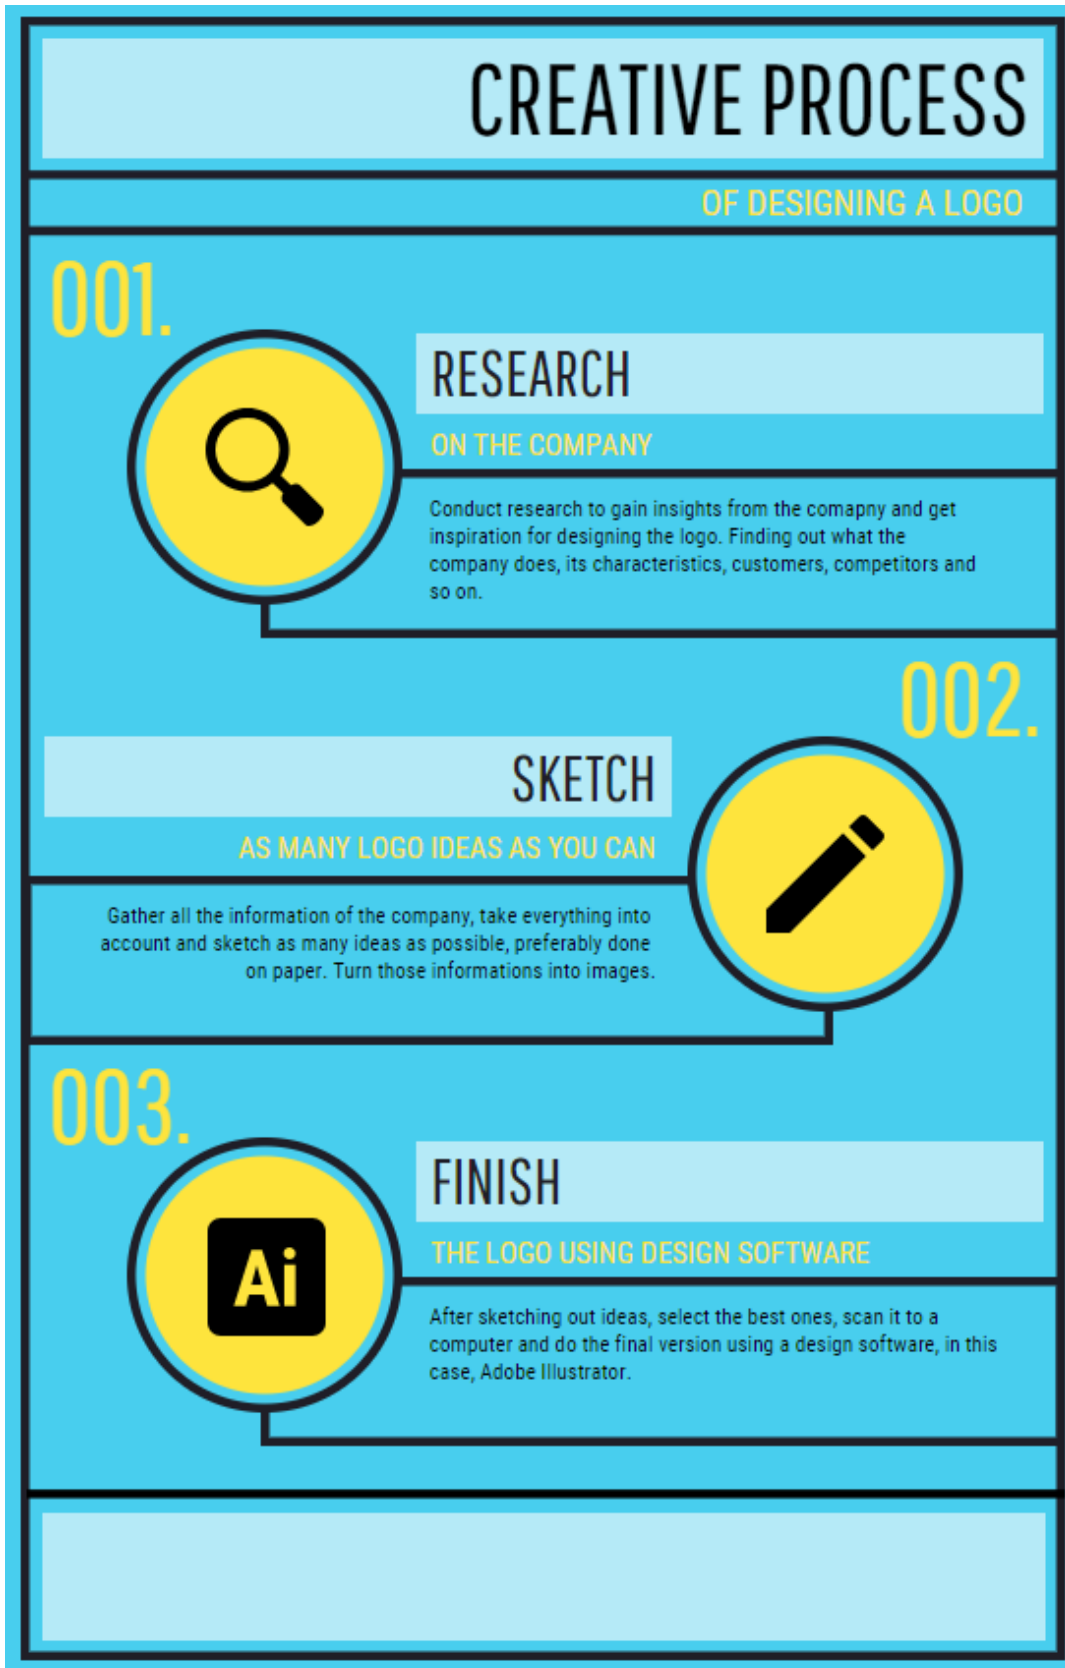 CREATIVE PROCESS
OF DESIGNING A LOGO
001.
RESEARCH
ON THE COMPANY
Conduct research to gain insights from the comapny and get
inspiration for designing the logo. Finding out what the
company does, its characteristics, customers, competitors and
so on.
002.
SKETCH
AS MANY LOGO IDEAS AS YOU CAN
Gather all the information of the company, take everything into
account and sketch as many ideas as possible, preferably done
on paper. Turn those informations into images.
003.
Ai
FINISH
THE LOGO USING DESIGN SOFTWARE
After sketching out ideas, select the best ones, scan it to a
computer and do the final version using a design software, in this
case, Adobe Illustrator.